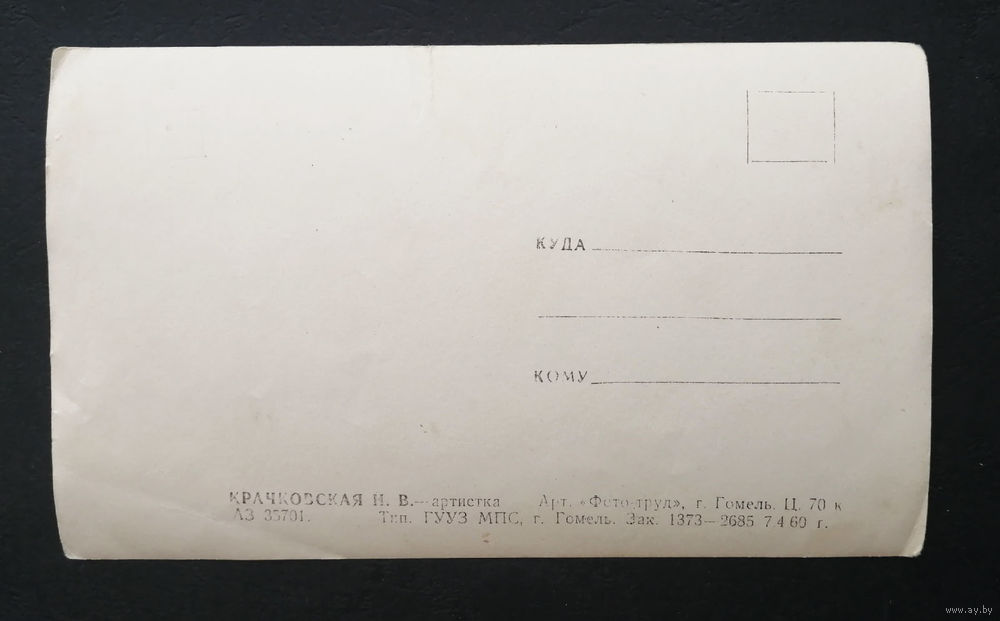 КУДА
КОМУ
КРАЧКОВСКАЯ Н. В.—артистка Арт. «Фото-труд», г. Гомель. Ц. 70 к
АЗ 35701. Тип. ГУУЗ МПС, г. Гомель. Зак. 1373—2685 7 4 60 г.
www.ay.by